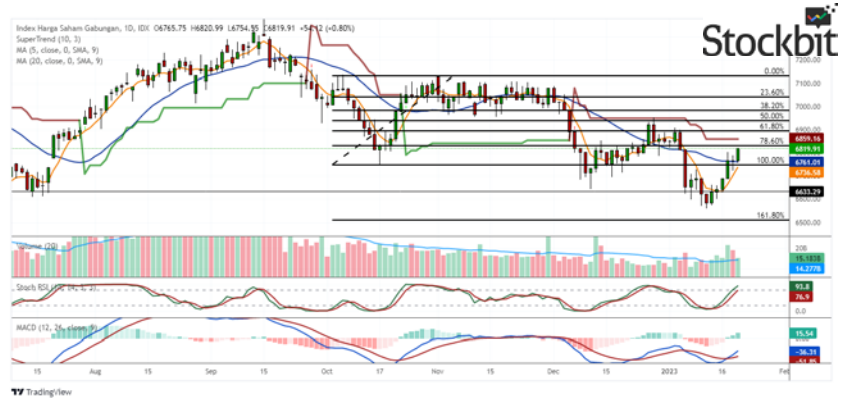 Stockbit
Index Harga Saham Gabungan, 1D, IDX O6765.75 H6820.99 L6754.55 C6819.91 +54.12 (+0.80%)
SuperTrend (10, 3)
MA (5, close, 0, SMA, 9)
MA (20, close, 0, SMA, 9)
7200.00
0.00%
7100.00
23.60%
7000.00
38.20%
50.00%
61.80%
6900.00
6859.16
78.60%
6819.91
100.00%
6761.01
6736.58
6633.29
161.80%
6500.00
Volume (20)
20B
15.183B
14.277B
Stoch RSI
93.8
76.9
0.0
MACD (12, 26, close, 9)
15.54
-36.31
-51.85
15 Aug 15 Sep 15 Oct 17 Nov 15 Dec 15 2023 16 Feb
TradingView